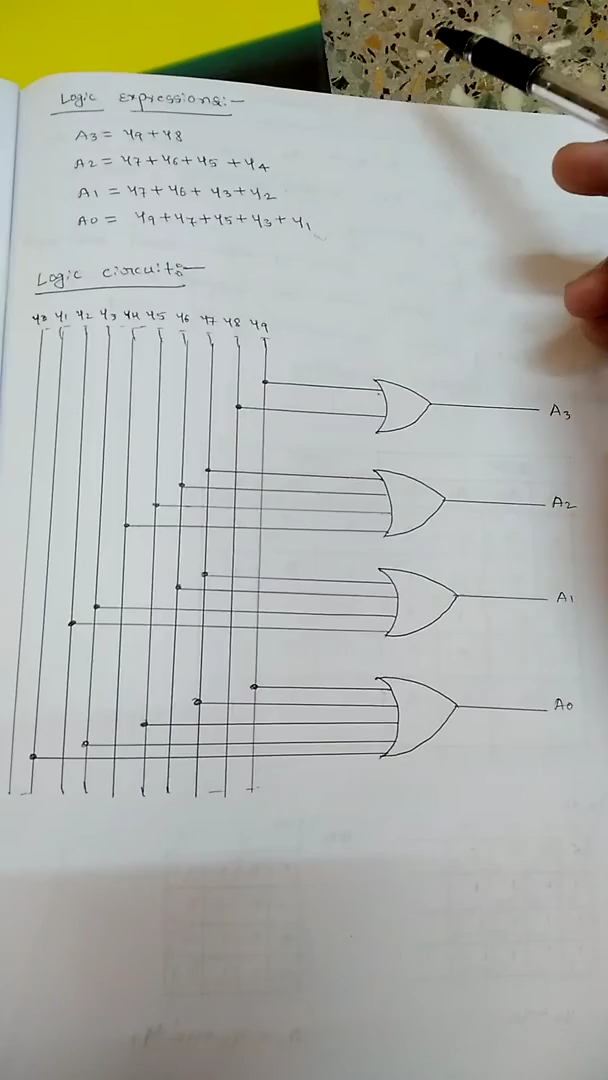 Logic Expressions:-
A3 = Y9+Y8
A2 = Y7+Y6+Y5+Y4
A1 = Y7+Y6+Y3+Y2
A0 = Y9+Y7+Y5+Y3+Y1
Logic circuit:-
Y0 Y1 Y2 Y3 Y4 Y5 Y6 Y7 Y8 Y9
A3
A2
A1
A0